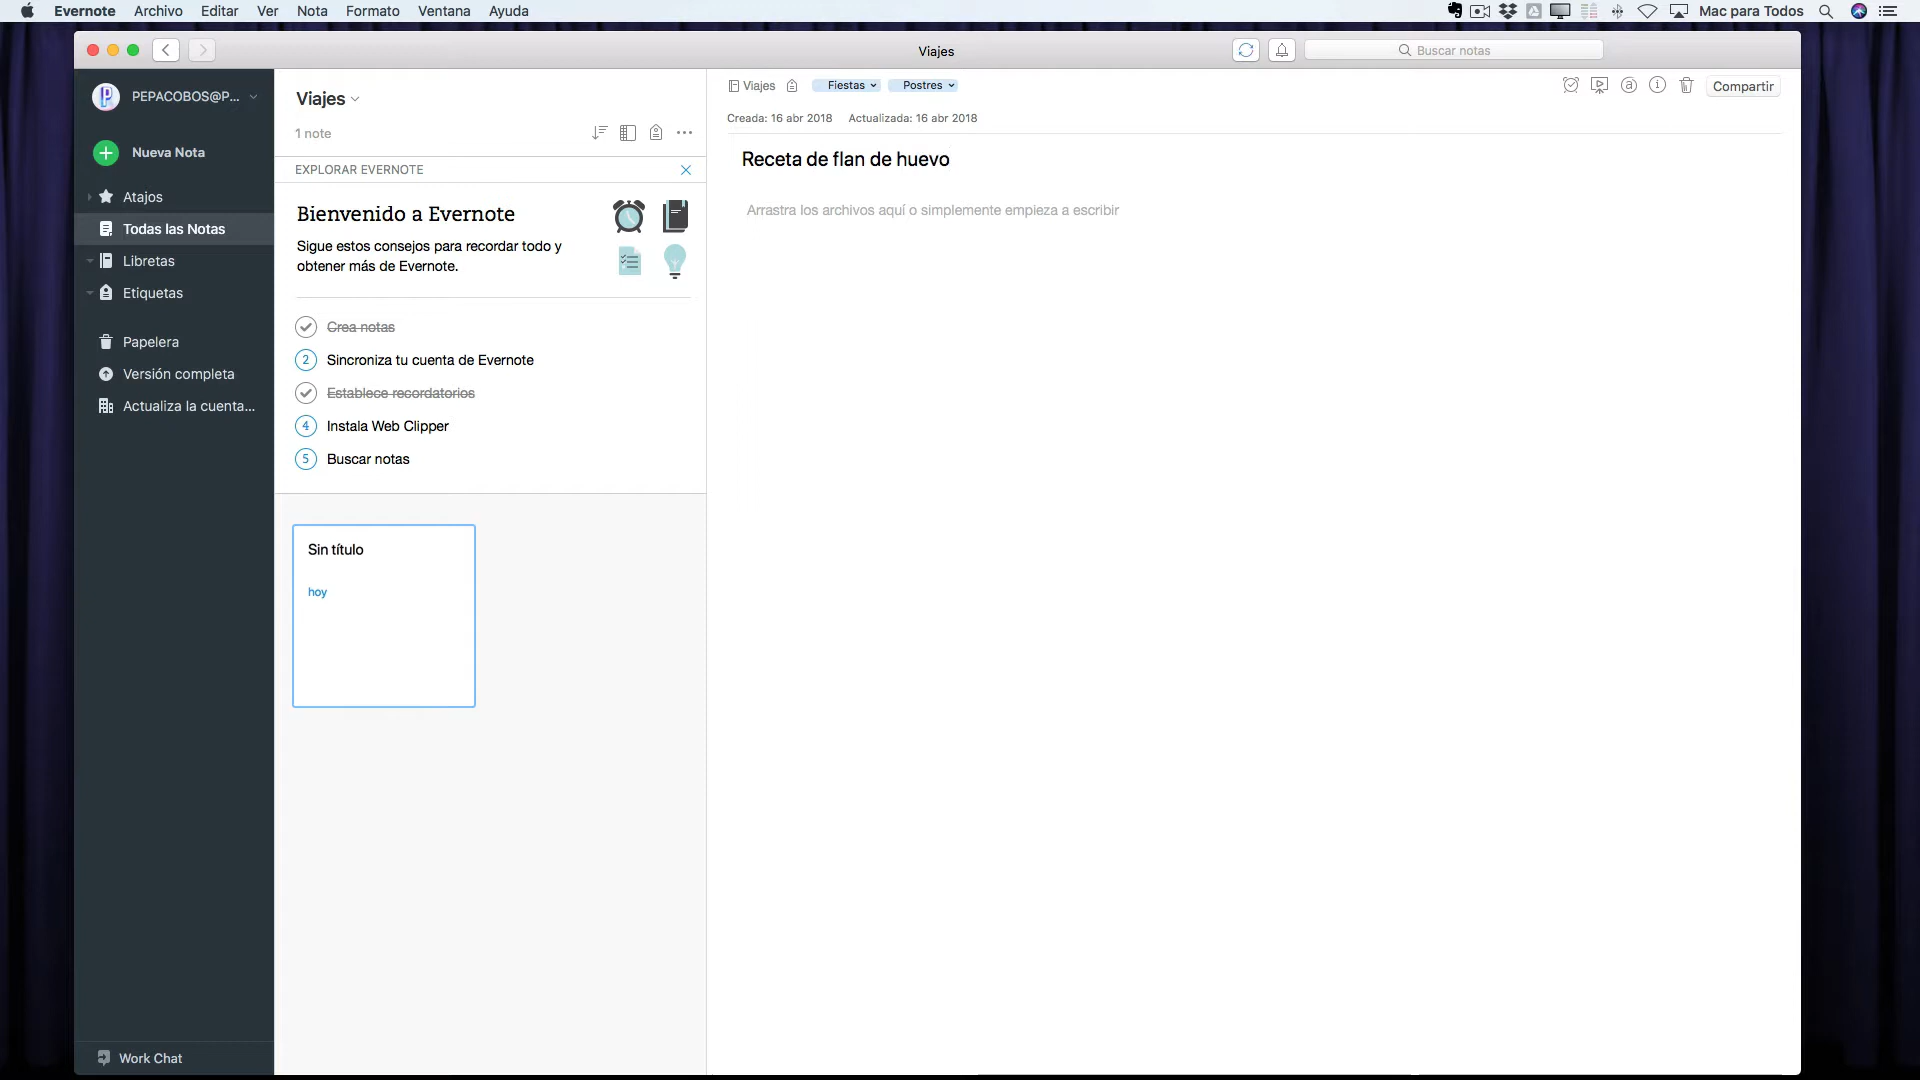 Evernote Archivo Editar Ver Nota Formato Ventana Ayuda
Mac para Todos
Viajes
Buscar notas
PEPACOBOS@P...
Nueva Nota
Atajos
Todas las Notas
Libretas
Etiquetas
Papelera
Versión completa
Actualiza la cuenta...
Work Chat
Viajes
1 note
EXPLORAR EVERNOTE
Bienvenido a Evernote
Sigue estos consejos para recordar todo y
obtener más de Evernote.
Crea notas
2 Sincroniza tu cuenta de Evernote
Establece recordatorios
4 Instala Web Clipper
5 Buscar notas
Sin título
hoy
Viajes Fiestas Postres
Compartir
Creada: 16 abr 2018 Actualizada: 16 abr 2018
Receta de flan de huevo
Arrastra los archivos aquí o simplemente empieza a escribir